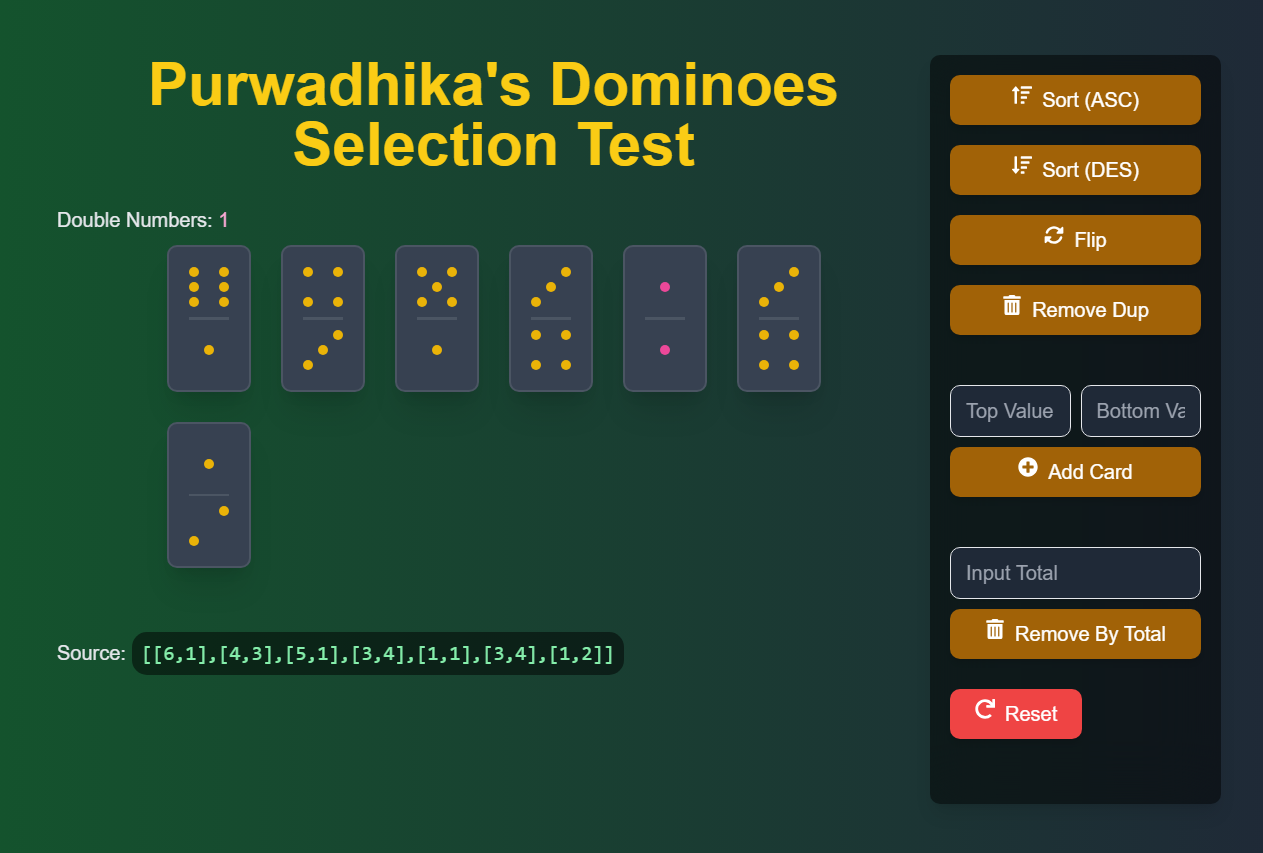 Purwadhika's Dominoes
Selection Test
Double Numbers: 1
Source: [[6,1],[4,3],[5,1],[3,4],[1,1],[3,4],[1,2]]
Sort (ASC)
Sort (DES)
Flip
Remove Dup
Top Value
Bottom Va
Add Card
Input Total
Remove By Total
Reset